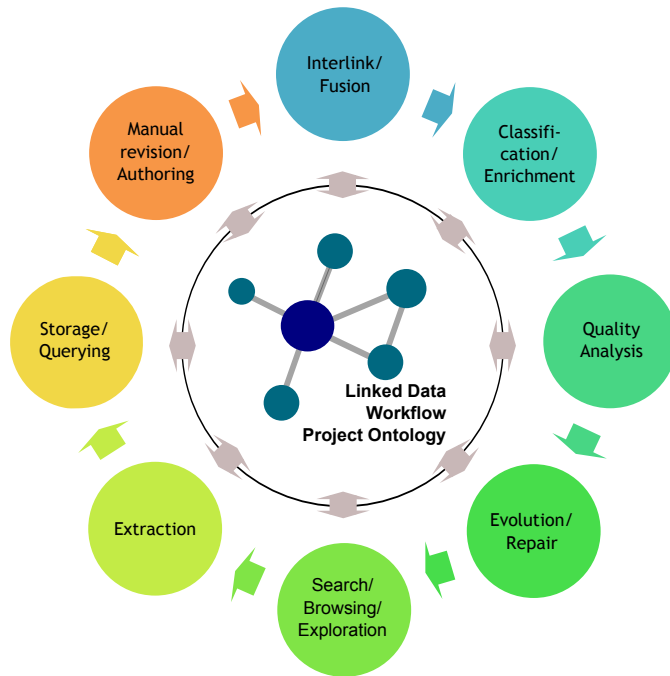 Interlink/
Fusion
Classifi-
cation/
Enrichment
Quality
Analysis
Evolution/
Repair
Search/
Browsing/
Exploration
Extraction
Storage/
Querying
Manual
revision/
Authoring
Linked Data
Workflow
Project Ontology